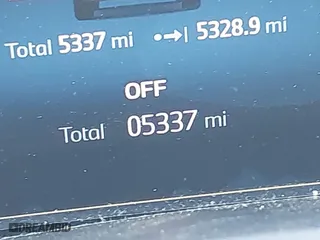 Total 5337 mi •→| 5328.9 mi
OFF
Total 05337 mi